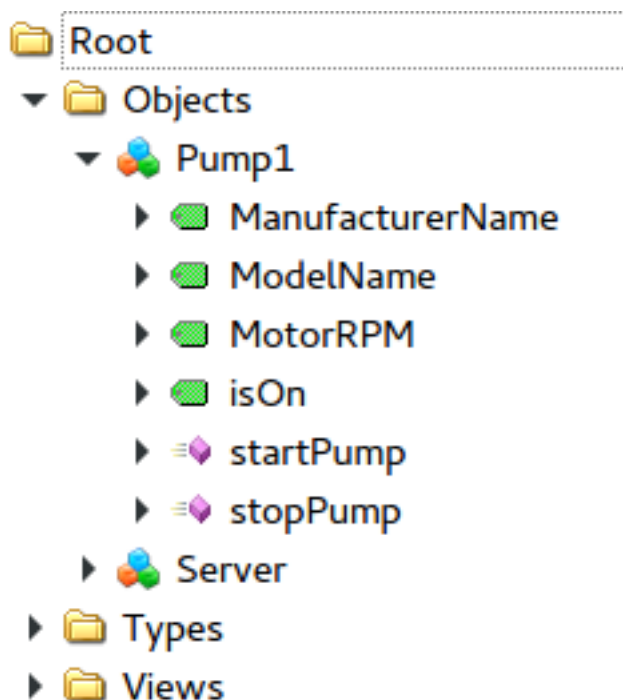 Root
Objects
Pump1
ManufacturerName
ModelName
MotorRPM
isOn
startPump
stopPump
Server
Types
Views